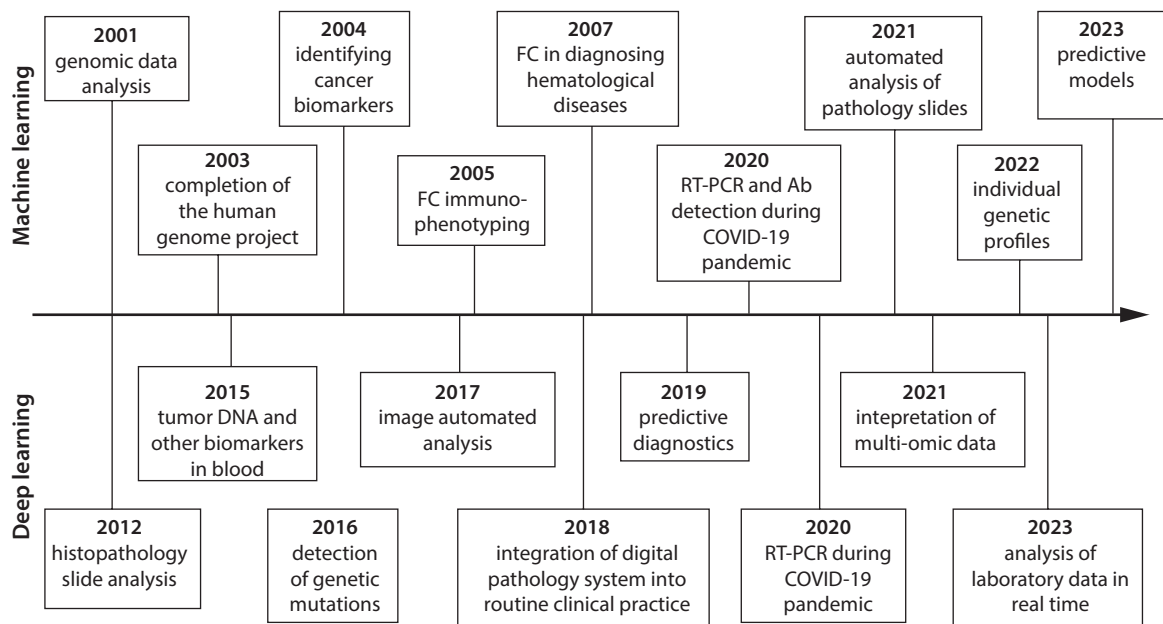 Machine learning
2001
genomic data
analysis
2003
completion of
the human
genome project
2004
identifying
cancer
biomarkers
2005
FC immuno-
phenotyping
2007
FC in diagnosing
hematological
diseases
2020
RT-PCR and Ab
detection during
COVID-19
pandemic
2021
automated
analysis of
pathology slides
2022
individual
genetic
profiles
2023
predictive
models
Deep learning
2012
histopathology
slide analysis
2015
tumor DNA and
other biomarkers
in blood
2016
detection
of genetic
mutations
2017
image automated
analysis
2018
integration of digital
pathology system into
routine clinical practice
2019
predictive
diagnostics
2020
RT-PCR during
COVID-19
pandemic
2021
intepretation of
multi-omic data
2023
analysis of
laboratory data in
real time